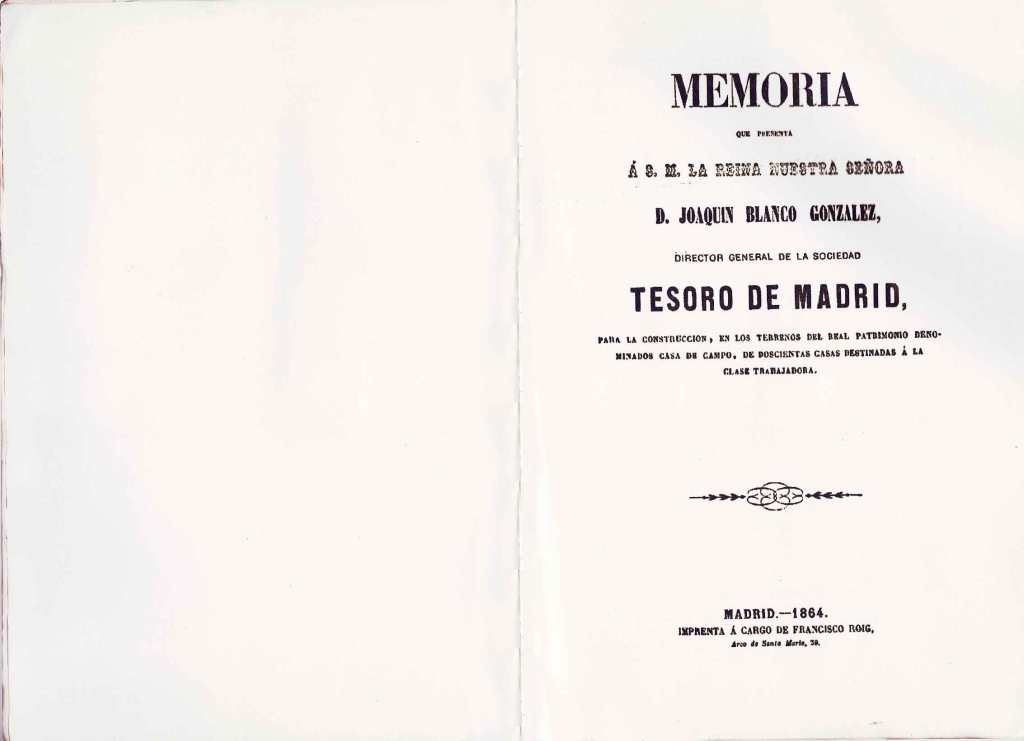 MEMORIA
QUE PRESENTA
Á S. M. LA REINA NUESTRA SEÑORA
D. JOAQUIN BLANCO GONZALEZ,
DIRECTOR GENERAL DE LA SOCIEDAD
TESORO DE MADRID,
PARA LA CONSTRUCCION, EN LOS TERRENOS DEL REAL PATRIMONIO DENO-
MINADOS CASA DE CAMPO, DE DOSCIENTAS CASAS DESTINADAS Á LA
CLASE TRABAJADORA.
MADRID.—1864.
IMPRENTA Á CARGO DE FRANCISCO ROIG,
Arco de Santa Maria, 39.